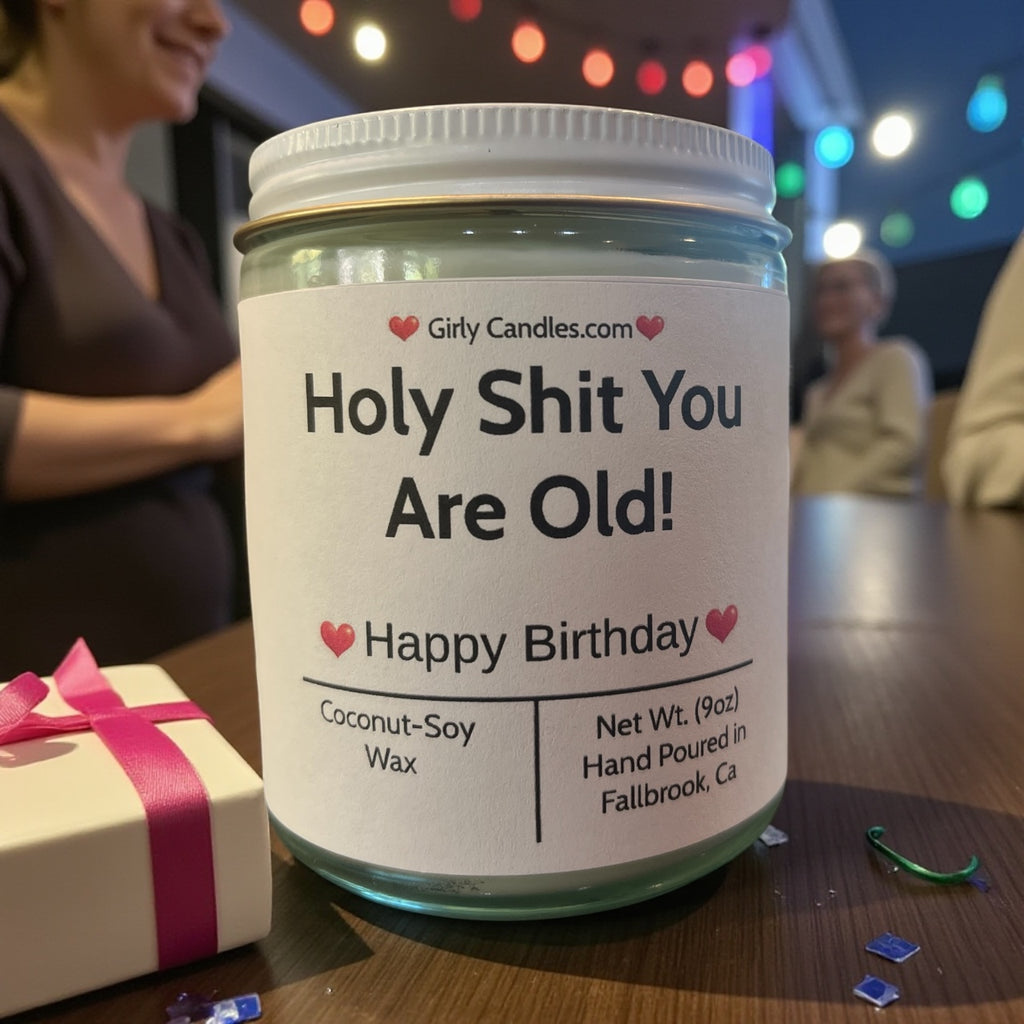 ❤ Girly Candles.com ❤
Holy Shit You
Are Old!
❤ Happy Birthday ❤
Coconut-Soy
Wax
Net Wt. (9oz)
Hand Poured in
Fallbrook, Ca